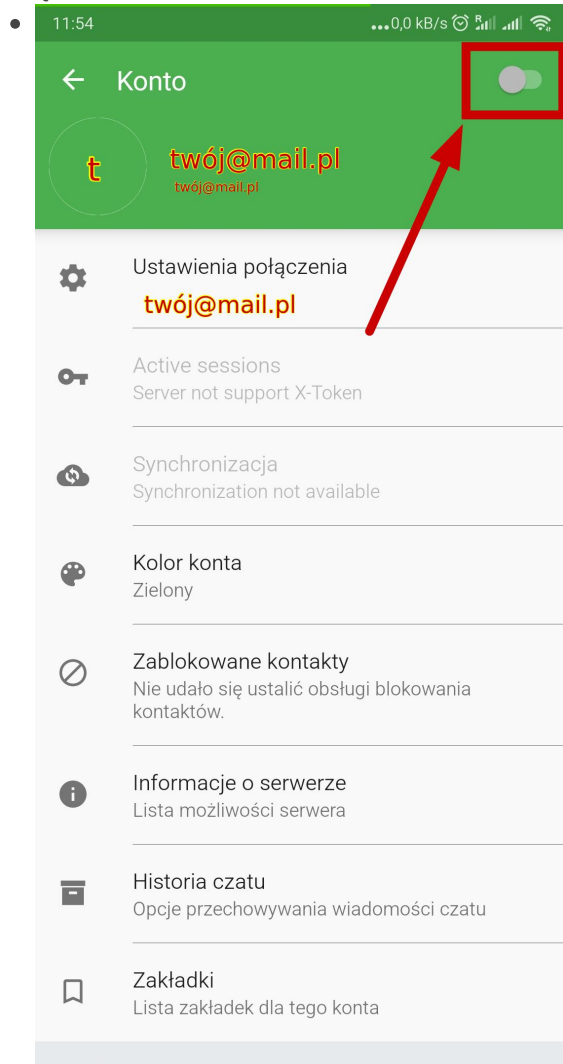 11:54
...0,0 kB/s
R
Konto
t
twój@mail.pl
twój@mail.pl
Ustawienia połączenia
twój@mail.pl
Active sessions
Server not support X-Token
Synchronizacja
Synchronization not available
Kolor konta
Zielony
Zablokowane kontakty
Nie udało się ustalić obsługi blokowania
kontaktów.
Informacje o serwerze
Lista możliwości serwera
Historia czatu
Opcje przechowywania wiadomości czatu
Zakładki
Lista zakładek dla tego konta